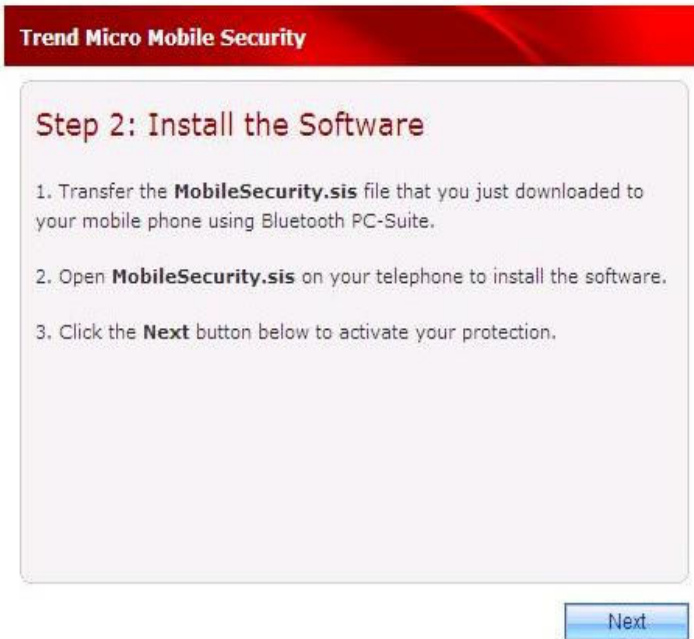 Trend Micro Mobile Security
Step 2: Install the Software
1. Transfer the MobileSecurity.sis file that you just downloaded to
your mobile phone using Bluetooth PC-Suite.
2. Open MobileSecurity.sis on your telephone to install the software.
3. Click the Next button below to activate your protection.
Next